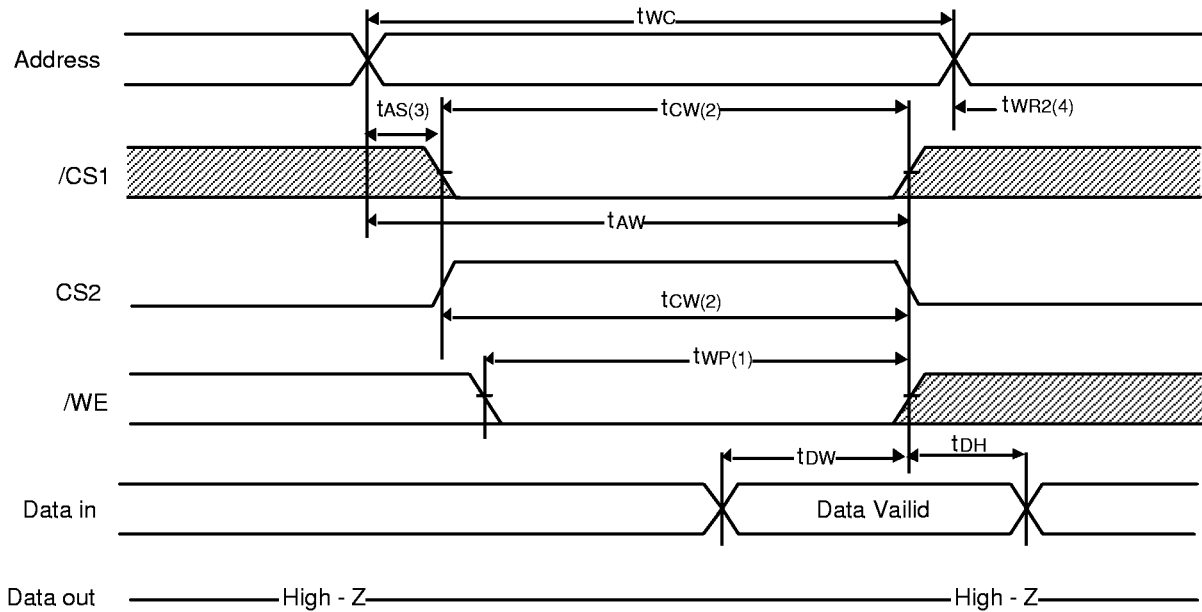 tWC
Address
tAS(3)
tCW(2)
tWR2(4)
/CS1
tAW
CS2
tCW(2)
tWP(1)
/WE
tDW
tDH
Data in
Data Vailid
Data out
High - Z
High - Z